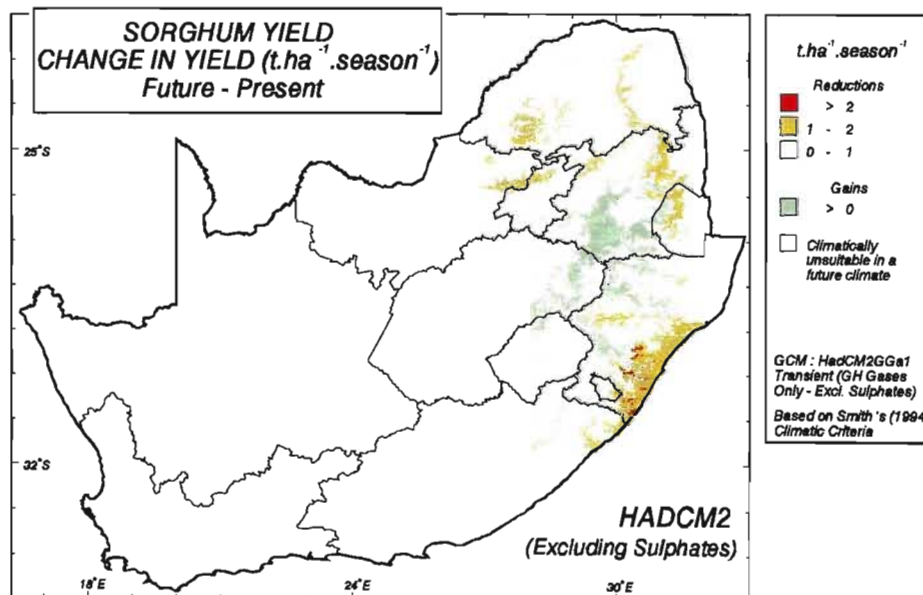 SORGHUM YIELD
CHANGE IN YIELD (t.ha⁻¹.season⁻¹)
Future - Present
25°S
32°S
18°E
24°E
30°E
HADCM2
(Excluding Sulphates)
t.ha⁻¹.season⁻¹
Reductions
> 2
1 - 2
0 - 1
Gains
> 0
Climatically
unsuitable in a
future climate
GCM : HadCM2GGa1
Transient (GH Gases
Only - Excl. Sulphates)
Based on Smith's (1994
Climatic Criteria